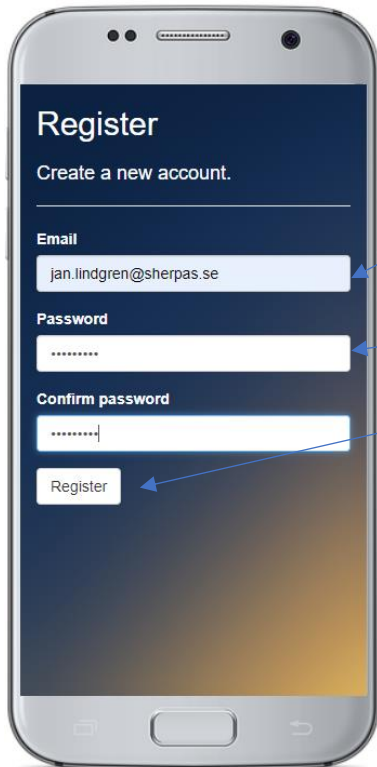 Register
Create a new account.
Email
jan.lindgren@sherpas.se
Password
•••••••••
Confirm password
•••••••••
Register